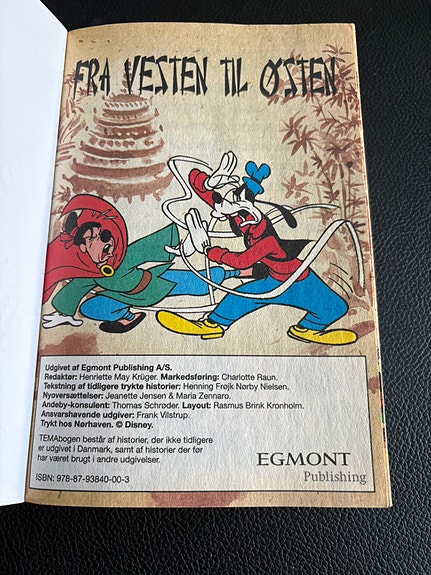 FRA VESTEN TIL ØSTEN
Udgivet af Egmont Publishing A/S.
Redaktør: Henriette May Krüger. Markedsføring: Charlotte Raun.
Tekstning af tidligere trykte historier: Henning Frejk Nørby Nielsen.
Nyoversættelser: Jeanette Jensen & Maria Zennaro.
Andeby-konsulent: Thomas Schrøder. Layout: Rasmus Brink Kronholm.
Ansvarshavende udgiver: Frank Vilstrup.
Trykt hos Nørhaven. © Disney.
TEMAbogen består af historier, der ikke tidligere
er udgivet i Danmark, samt af historier der før
har været brugt i andre udgivelser.
ISBN: 978-87-93840-00-3
EGMONT
Publishing